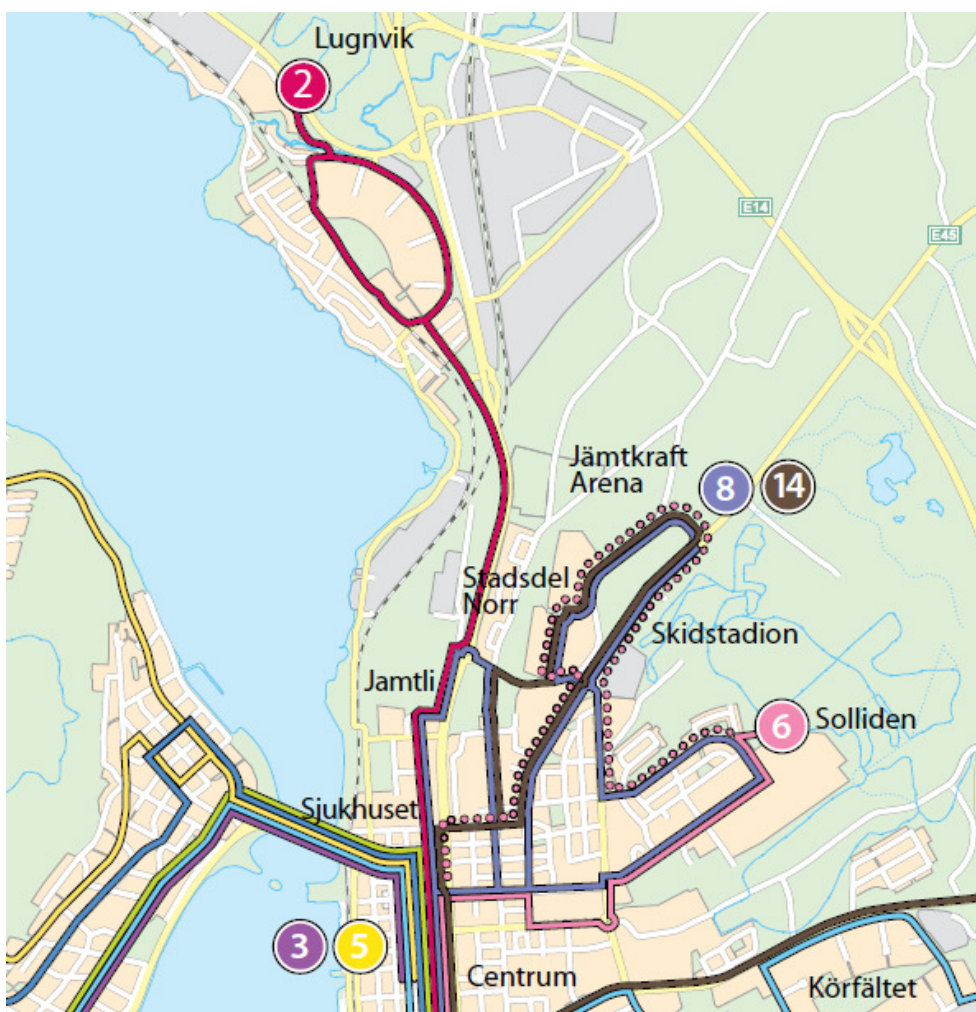 Lugnvik
2
E14
E45
Jämtkraft
Arena
8
14
Stadsdel
Norr
Skidstadion
Jamtli
6
Solliden
Sjukhuset
3
5
Centrum
Körfältet